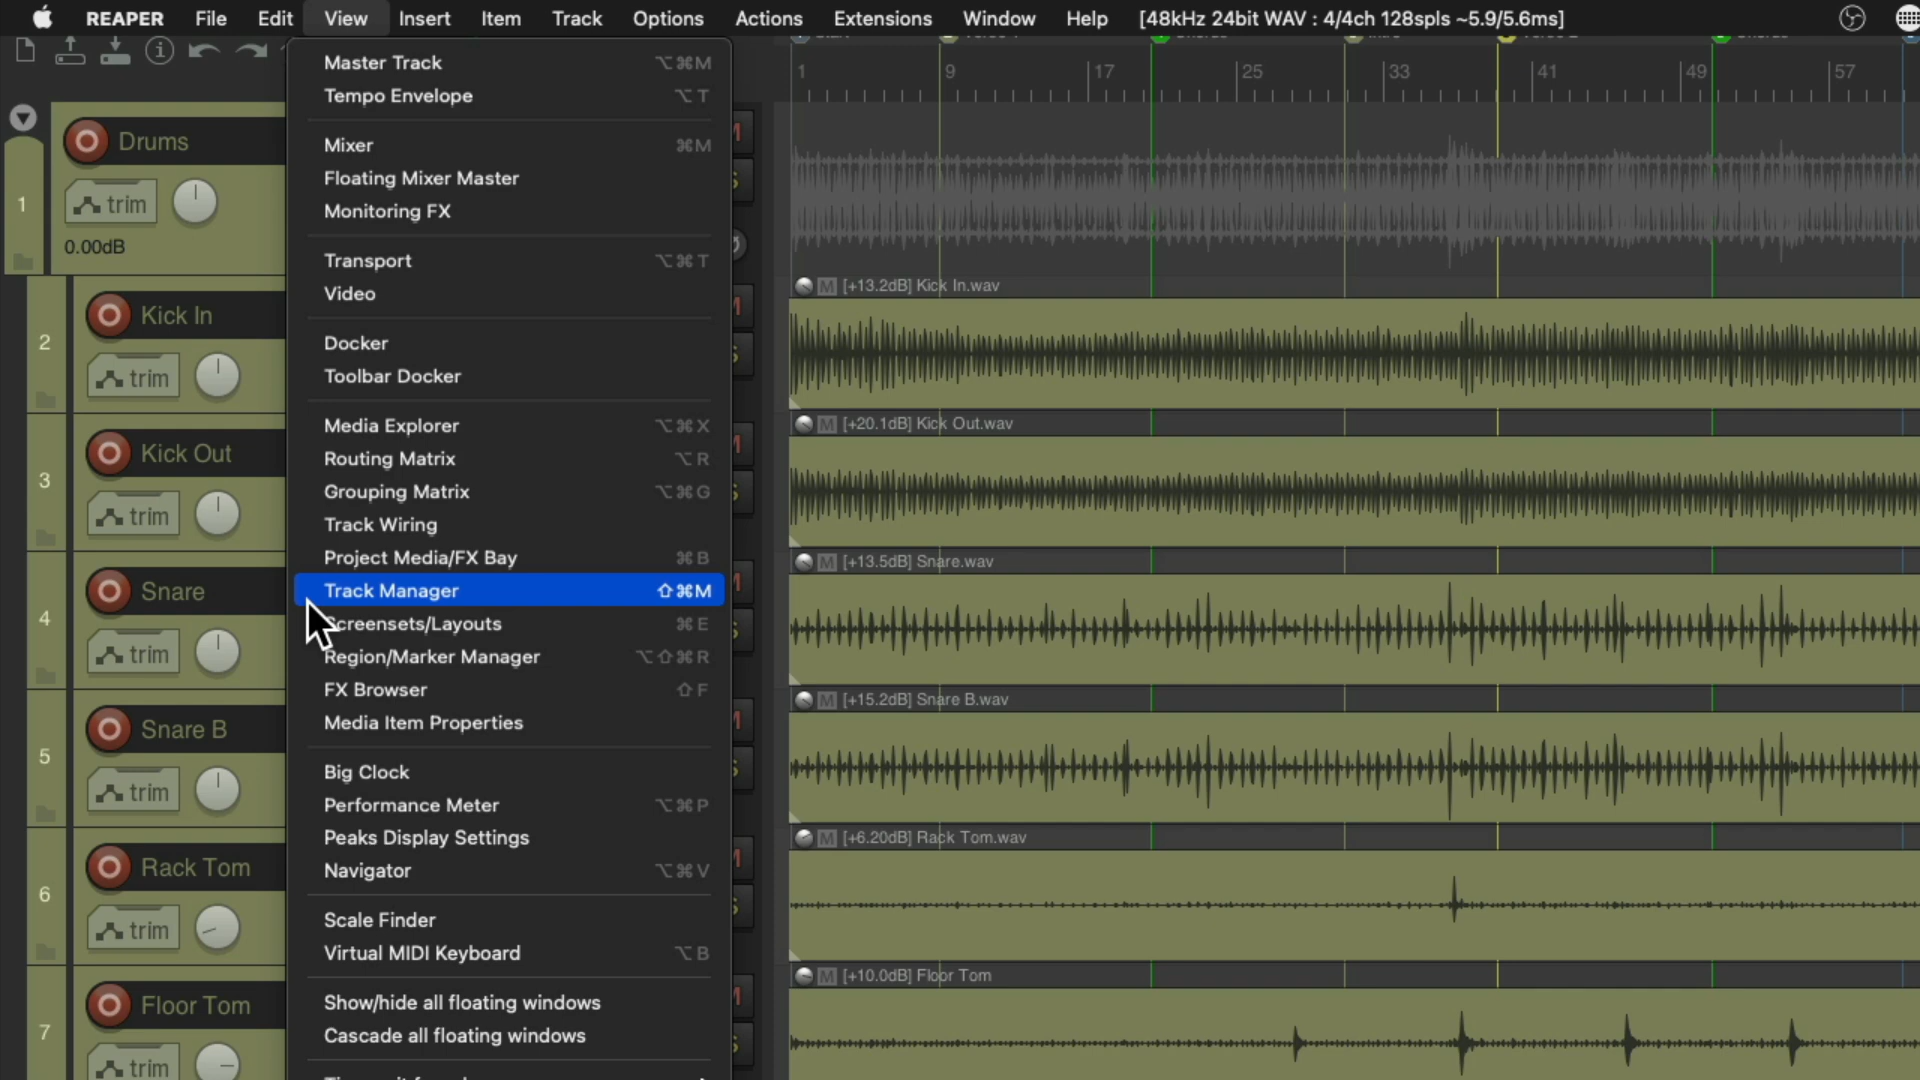 REAPER File Edit View Insert Item Track Options Actions Extensions Window Help [48kHz 24bit WAV : 4/4ch 128spls ~5.9/5.6ms]
1 9 17 25 33 41 49 57
Master Track ⌥⌘M
Tempo Envelope ⌥T
Mixer ⌘M
Floating Mixer Master
Monitoring FX
Transport ⌥⌘T
Video
Docker
Toolbar Docker
Media Explorer ⌥⌘X
Routing Matrix ⌥R
Grouping Matrix ⌥⌘G
Track Wiring
Project Media/FX Bay ⌘B
Track Manager ⇧⌘M
Screensets/Layouts ⌘E
Region/Marker Manager ⌥⇧⌘R
FX Browser ⇧F
Media Item Properties
Big Clock
Performance Meter ⌥⌘P
Peaks Display Settings
Navigator ⌥⌘V
Scale Finder
Virtual MIDI Keyboard ⌥B
Show/hide all floating windows
Cascade all floating windows
Drums
1
trim
0.00dB
Kick In
2
trim
Kick Out
3
trim
Snare
4
trim
Snare B
5
trim
Rack Tom
6
trim
Floor Tom
7
trim
M [+13.2dB] Kick In.wav
M [+20.1dB] Kick Out.wav
M [+13.5dB] Snare.wav
M [+15.2dB] Snare B.wav
M [+6.20dB] Rack Tom.wav
M [+10.0dB] Floor Tom